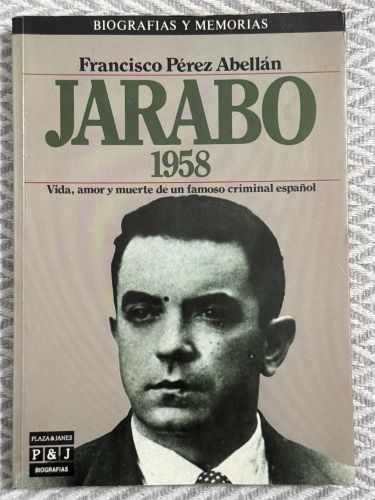 BIOGRAFIAS Y MEMORIAS
Francisco Pérez Abellán
JARABO
1958
Vida, amor y muerte de un famoso criminal español
PLAZA & JANES
P & J
BIOGRAFIAS